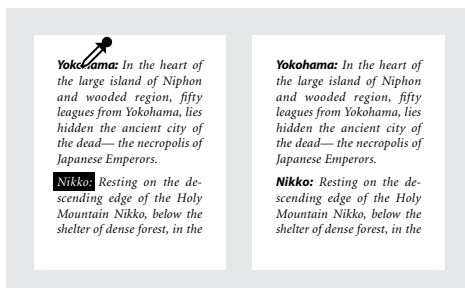 Yokohama: In the heart of
the large island of Niphon
and wooded region, fifty
leagues from Yokohama, lies
hidden the ancient city of
the dead— the necropolis of
Japanese Emperors.
Nikko: Resting on the de-
scending edge of the Holy
Mountain Nikko, below the
shelter of dense forest, in the
Yokohama: In the heart of
the large island of Niphon
and wooded region, fifty
leagues from Yokohama, lies
hidden the ancient city of
the dead— the necropolis of
Japanese Emperors.
Nikko: Resting on the de-
scending edge of the Holy
Mountain Nikko, below the
shelter of dense forest, in the